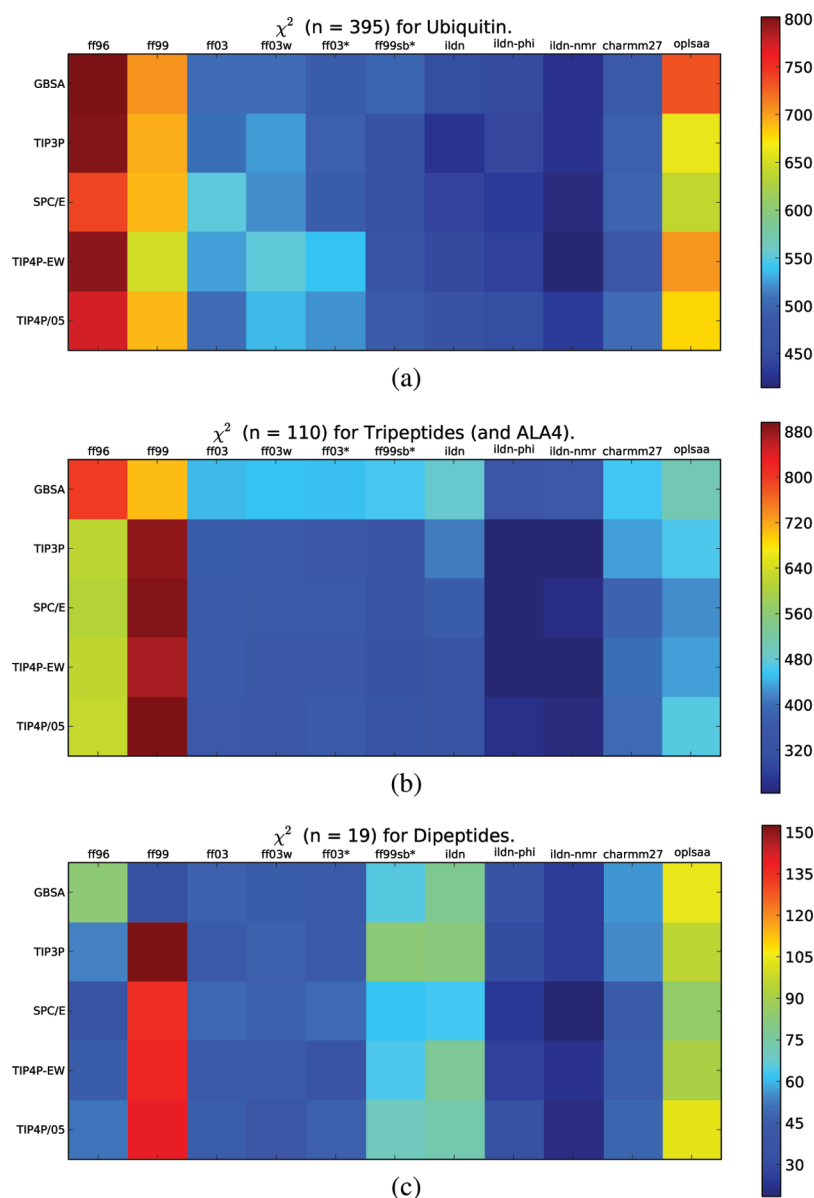 χ² (n = 395) for Ubiquitin.
ff96 ff99 ff03 ff03w ff03* ff99sb* ildn ildn-phi ildn-nmr charmm27 oplsaa
GBSA
TIP3P
SPC/E
TIP4P-EW
TIP4P/05
800
750
700
650
600
550
500
450
(a)
χ² (n = 110) for Tripeptides (and ALA4).
ff96 ff99 ff03 ff03w ff03* ff99sb* ildn ildn-phi ildn-nmr charmm27 oplsaa
GBSA
TIP3P
SPC/E
TIP4P-EW
TIP4P/05
880
800
720
640
560
480
400
320
(b)
χ² (n = 19) for Dipeptides.
ff96 ff99 ff03 ff03w ff03* ff99sb* ildn ildn-phi ildn-nmr charmm27 oplsaa
GBSA
TIP3P
SPC/E
TIP4P-EW
TIP4P/05
150
135
120
105
90
75
60
45
30
(c)